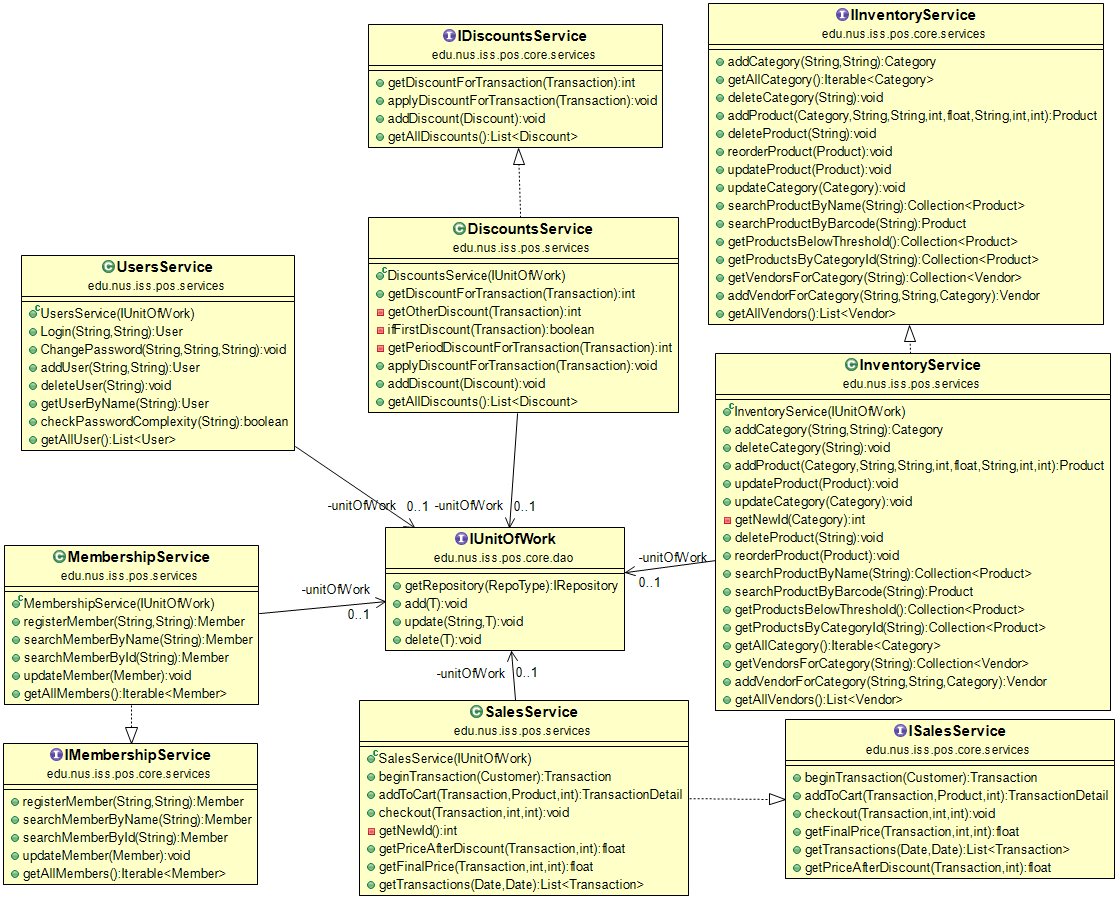 IDiscountsService
edu.nus.iss.pos.core.services
getDiscountForTransaction(Transaction):int
applyDiscountForTransaction(Transaction):void
addDiscount(Discount):void
getAllDiscounts():List<Discount>
IInventoryService
edu.nus.iss.pos.core.services
addCategory(String,String):Category
getAllCategory():Iterable<Category>
deleteCategory(String):void
addProduct(Category,String,String,int,float,String,int,int):Product
deleteProduct(String):void
reorderProduct(Product):void
updateProduct(Product):void
updateCategory(Category):void
searchProductByName(String):Collection<Product>
searchProductByBarcode(String):Product
getProductsBelowThreshold():Collection<Product>
getProductsByCategoryId(String):Collection<Product>
getVendorsForCategory(String):Collection<Vendor>
addVendorForCategory(String,String,Category):Vendor
getAllVendors():List<Vendor>
UsersService
edu.nus.iss.pos.services
UsersService(IUnitOfWork)
Login(String,String):User
ChangePassword(String,String,String):void
addUser(String,String):User
deleteUser(String):void
getUserByName(String):User
checkPasswordComplexity(String):boolean
getAllUser():List<User>
DiscountsService
edu.nus.iss.pos.services
DiscountsService(IUnitOfWork)
getDiscountForTransaction(Transaction):int
getOtherDiscount(Transaction):int
ifFirstDiscount(Transaction):boolean
getPeriodDiscountForTransaction(Transaction):int
applyDiscountForTransaction(Transaction):void
addDiscount(Discount):void
getAllDiscounts():List<Discount>
InventoryService
edu.nus.iss.pos.services
InventoryService(IUnitOfWork)
addCategory(String,String):Category
deleteCategory(String):void
addProduct(Category,String,String,int,float,String,int,int):Product
updateProduct(Product):void
updateCategory(Category):void
getNewId(Category):int
deleteProduct(String):void
reorderProduct(Product):void
searchProductByName(String):Collection<Product>
searchProductByBarcode(String):Product
getProductsBelowThreshold():Collection<Product>
getProductsByCategoryId(String):Collection<Product>
getAllCategory():Iterable<Category>
getVendorsForCategory(String):Collection<Vendor>
addVendorForCategory(String,String,Category):Vendor
getAllVendors():List<Vendor>
-unitOfWork 0..1
-unitOfWork 0..1
-unitOfWork
0..1
IUnitOfWork
edu.nus.iss.pos.core.dao
getRepository(RepoType):IRepository
add(T):void
update(String,T):void
delete(T):void
MembershipService
edu.nus.iss.pos.services
MembershipService(IUnitOfWork)
registerMember(String,String):Member
searchMemberByName(String):Member
searchMemberById(String):Member
updateMember(Member):void
getAllMembers():Iterable<Member>
-unitOfWork
0..1
-unitOfWork 0..1
IMembershipService
edu.nus.iss.pos.core.services
registerMember(String,String):Member
searchMemberByName(String):Member
searchMemberById(String):Member
updateMember(Member):void
getAllMembers():Iterable<Member>
SalesService
edu.nus.iss.pos.services
SalesService(IUnitOfWork)
beginTransaction(Customer):Transaction
addToCart(Transaction,Product,int):TransactionDetail
checkout(Transaction,int,int):void
getNewId():int
getPriceAfterDiscount(Transaction,int):float
getFinalPrice(Transaction,int,int):float
getTransactions(Date,Date):List<Transaction>
ISalesService
edu.nus.iss.pos.core.services
beginTransaction(Customer):Transaction
addToCart(Transaction,Product,int):TransactionDetail
checkout(Transaction,int,int):void
getFinalPrice(Transaction,int,int):float
getTransactions(Date,Date):List<Transaction>
getPriceAfterDiscount(Transaction,int):float